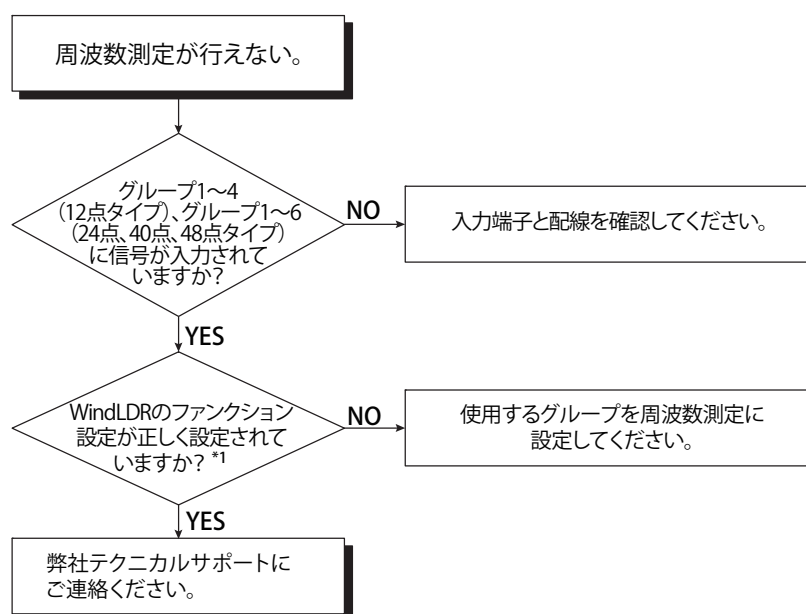 周波数測定が行えない。
グループ1～4
(12点タイプ)、グループ1～6
(24点、40点、48点タイプ)
に信号が入力されて
いますか？
NO
入力端子と配線を確認してください。
YES
WindLDRのファンクション
設定が正しく設定されて
いますか？ *1
NO
使用するグループを周波数測定に
設定してください。
YES
弊社テクニカルサポートに
ご連絡ください。